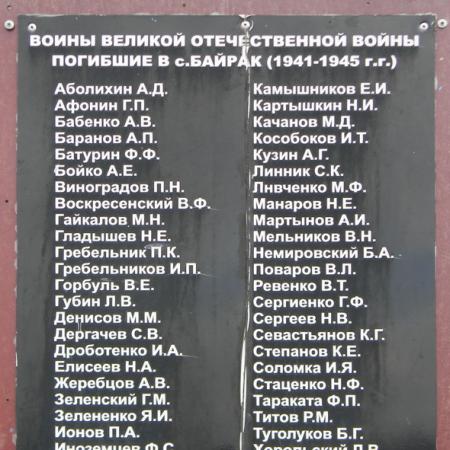 ВОИНЫ ВЕЛИКОЙ ОТЕЧЕСТВЕННОЙ ВОЙНЫ
ПОГИБШИЕ В с.БАЙРАК (1941-1945 г.г.)
Аболихин А.Д.
Афонин Г.П.
Бабенко А.В.
Баранов А.П.
Батурин Ф.Ф.
Бойко А.Е.
Виноградов П.Н.
Воскресенский В.Ф.
Гайкалов М.Н.
Гладышев Н.Е.
Гребельник П.К.
Гребельников И.П.
Горбуль В.Е.
Губин Л.В.
Денисов М.М.
Дергачев С.В.
Дроботенко И.А.
Елисеев Н.А.
Жеребцов А.В.
Зеленский Г.М.
Зелененко Я.И.
Ионов П.А.
Иноземцев Ф.С.
Камышников Е.И.
Картышкин Н.И.
Качанов М.Д.
Кособоков И.Т.
Кузин А.Г.
Линник С.К.
Лнвченко М.Ф.
Манаров Н.Е.
Мартынов А.И.
Мельников В.Н.
Немировский Б.А.
Поваров В.Л.
Ревенко В.Т.
Сергиенко Г.Ф.
Сергеев Н.В.
Севастьянов К.Г.
Степанов К.Е.
Соломка И.Я.
Стаценко Н.Ф.
Тараката Ф.П.
Титов Р.М.
Туголуков Б.Г.